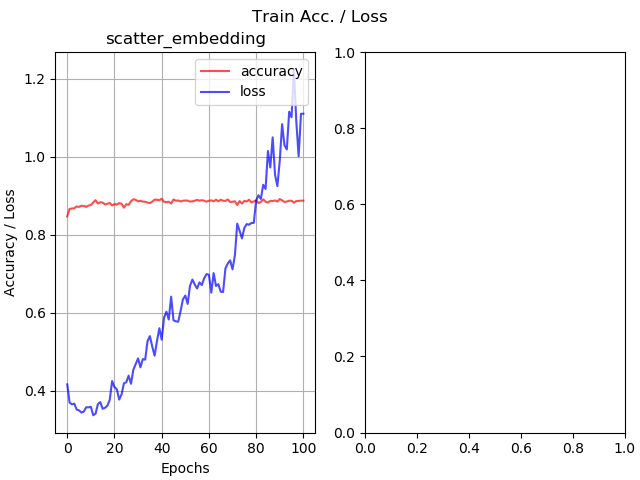 Train Acc. / Loss
scatter_embedding
accuracy
loss
Accuracy / Loss
1.2
1.0
0.8
0.6
0.4
0 20 40 60 80 100
Epochs
1.0
0.8
0.6
0.4
0.2
0.0
0.0 0.2 0.4 0.6 0.8 1.0